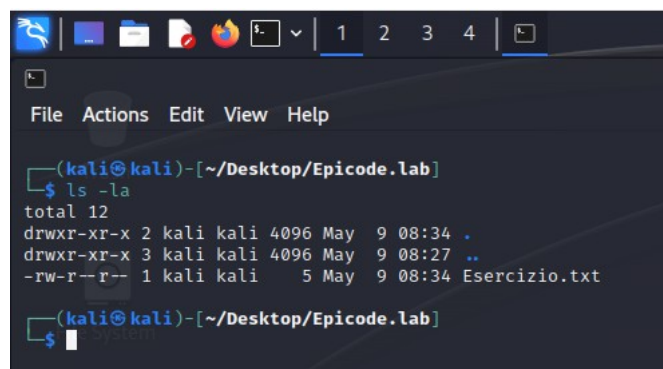 1 2 3 4
File Actions Edit View Help
┌──(kali㉿kali)-[~/Desktop/Epicode.lab]
└─$ ls -la
total 12
drwxr-xr-x 2 kali kali 4096 May  9 08:34 .
drwxr-xr-x 3 kali kali 4096 May  9 08:27 ..
-rw-r--r-- 1 kali kali    5 May  9 08:34 Esercizio.txt
┌──(kali㉿kali)-[~/Desktop/Epicode.lab]
└─$
System